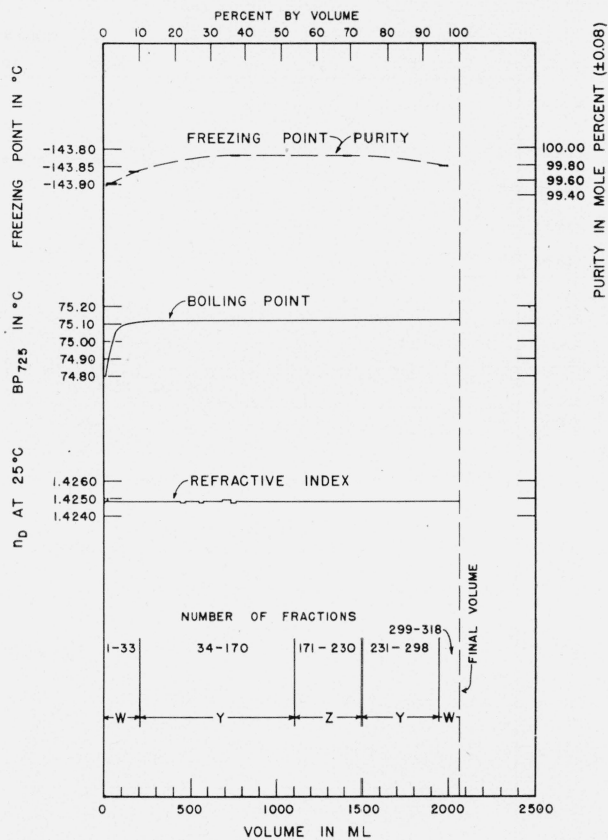 PERCENT BY VOLUME
0 10 20 30 40 50 60 70 80 90 100
FREEZING POINT IN °C
-143.80
-143.85
-143.90
FREEZING POINT-PURITY
100.00
99.80
99.60
99.40
PURITY IN MOLE PERCENT (±0.08)
BP725 IN °C
75.20
75.10
75.00
74.90
74.80
BOILING POINT
nD AT 25°C
1.4260
1.4250
1.4240
REFRACTIVE INDEX
NUMBER OF FRACTIONS
299-318
1-33 34-170 171-230 231-298
FINAL VOLUME
W Y Z Y W
0 500 1000 1500 2000 2500
VOLUME IN ML